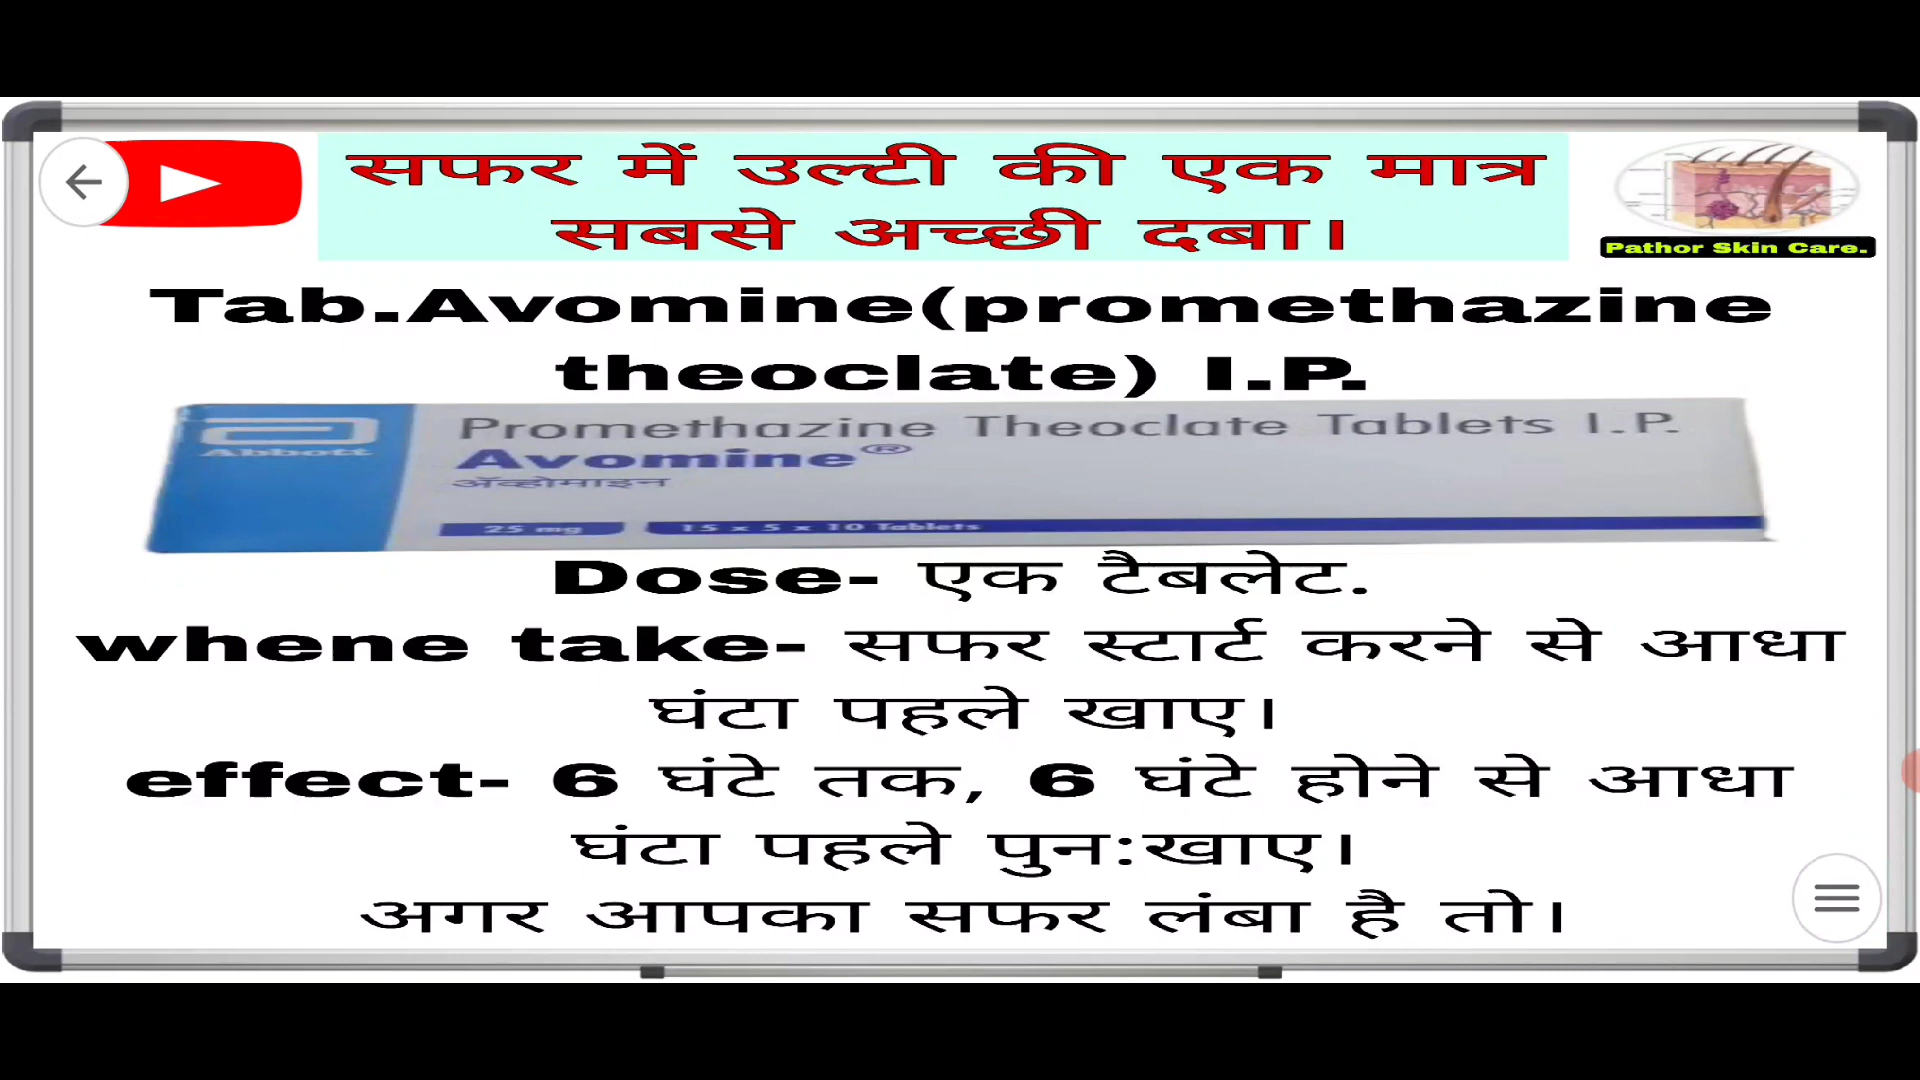 सफर में उल्टी की एक मात्र
सबसे अच्छी दबा।
Pathor Skin Care.
Tab.Avomine(promethazine
theoclate) I.P.
Abbott
Promethazine Theoclate Tablets I.P.
Avomine®
अ‍ॅव्होमाइन
25 mg 15 x 5 x 10 Tablets
Dose- एक टैबलेट.
whene take- सफर स्टार्ट करने से आधा
घंटा पहले खाए।
effect- 6 घंटे तक, 6 घंटे होने से आधा
घंटा पहले पुन:खाए।
अगर आपका सफर लंबा है तो।